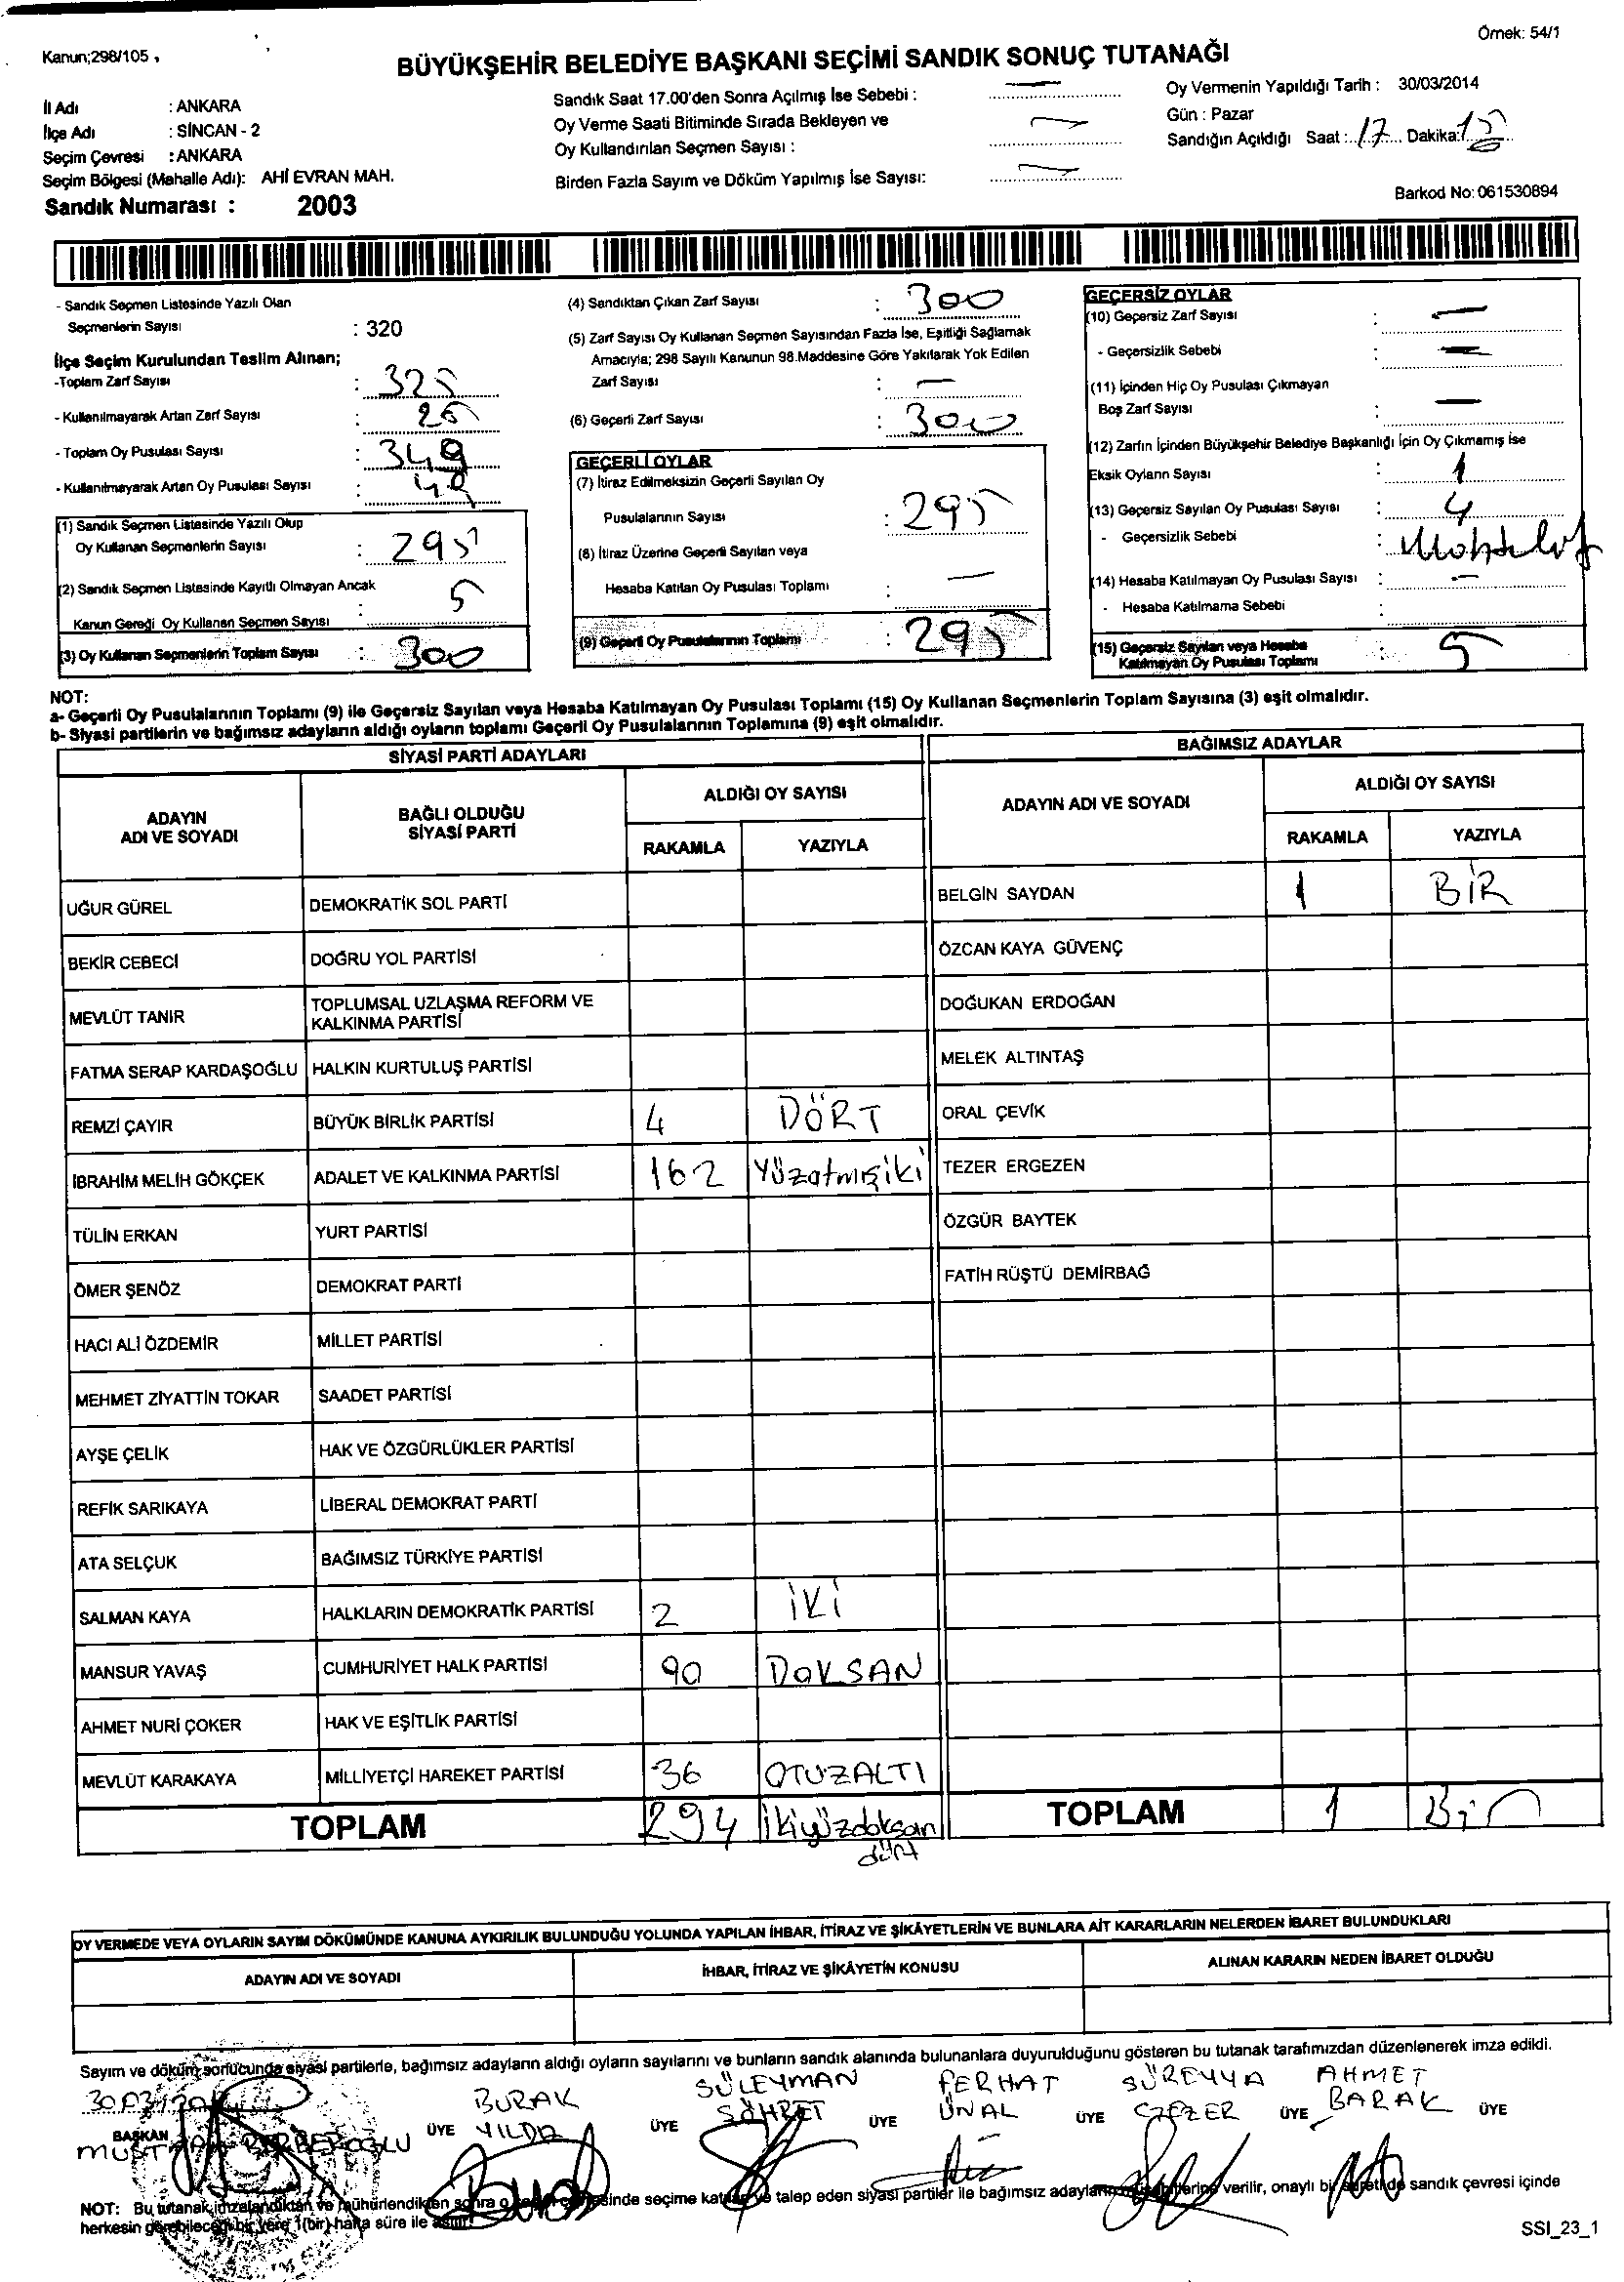 Örnek: 54/1
Kanun;298/105
BÜYÜKŞEHİR BELEDİYE BAŞKANI SEÇİMİ SANDIK SONUÇ TUTANAĞI
İl Adı : ANKARA
İlçe Adı : SİNCAN - 2
Seçim Çevresi : ANKARA
Seçim Bölgesi (Mahalle Adı): AHİ EVRAN MAH.
Sandık Numarası : 2003
Sandık Saat 17.00'den Sonra Açılmış İse Sebebi : —
Oy Verme Saati Bitiminde Sırada Bekleyen ve
Oy Kullandırılan Seçmen Sayısı : —
Birden Fazla Sayım ve Döküm Yapılmış İse Sayısı: —
Oy Vermenin Yapıldığı Tarih : 30/03/2014
Gün : Pazar
Sandığın Açıldığı Saat : 17 Dakika: 15
Barkod No: 061530894
- Sandık Seçmen Listesinde Yazılı Olan
Seçmenlerin Sayısı : 320
İlçe Seçim Kurulundan Teslim Alınan;
-Toplam Zarf Sayısı : 325
- Kullanılmayarak Artan Zarf Sayısı : 25
- Toplam Oy Pusulası Sayısı : 349
- Kullanılmayarak Artan Oy Pusulası Sayısı :
(1) Sandık Seçmen Listesinde Yazılı Olup
Oy Kullanan Seçmenlerin Sayısı : 295
(2) Sandık Seçmen Listesinde Kayıtlı Olmayan Ancak
Kanun Gereği Oy Kullanan Seçmen Sayısı : 5
(3) Oy Kullanan Seçmenlerin Toplam Sayısı : 300
(4) Sandıktan Çıkan Zarf Sayısı : 300
(5) Zarf Sayısı Oy Kullanan Seçmen Sayısından Fazla İse, Eşitliği Sağlamak
Amacıyla; 298 Sayılı Kanunun 98.Maddesine Göre Yakılarak Yok Edilen
Zarf Sayısı : —
(6) Geçerli Zarf Sayısı : 300
GEÇERLİ OYLAR
(7) İtiraz Edilmeksizin Geçerli Sayılan Oy
Pusulalarının Sayısı : 295
(8) İtiraz Üzerine Geçerli Sayılan veya
Hesaba Katılan Oy Pusulası Toplamı : —
(9) Geçerli Oy Pusulalarının Toplamı : 295
GEÇERSİZ OYLAR
(10) Geçersiz Zarf Sayısı : —
- Geçersizlik Sebebi : —
(11) İçinden Hiç Oy Pusulası Çıkmayan
Boş Zarf Sayısı : —
(12) Zarfın İçinden Büyükşehir Belediye Başkanlığı İçin Oy Çıkmamış İse
Eksik Oyların Sayısı : 1
(13) Geçersiz Sayılan Oy Pusulası Sayısı : 4
- Geçersizlik Sebebi :
(14) Hesaba Katılmayan Oy Pusulası Sayısı : —
- Hesaba Katılmama Sebebi :
(15) Geçersiz Sayılan veya Hesaba
Katılmayan Oy Pusulası Toplamı : 5
NOT:
a- Geçerli Oy Pusulalarının Toplamı (9) ile Geçersiz Sayılan veya Hesaba Katılmayan Oy Pusulası Toplamı (15) Oy Kullanan Seçmenlerin Toplam Sayısına (3) eşit olmalıdır.
b- Siyasi partilerin ve bağımsız adayların aldığı oyların toplamı Geçerli Oy Pusulalarının Toplamına (9) eşit olmalıdır.
SİYASİ PARTİ ADAYLARI
ADAYIN ADI VE SOYADI BAĞLI OLDUĞU SİYASİ PARTİ ALDIĞI OY SAYISI
RAKAMLA YAZIYLA
UĞUR GÜREL DEMOKRATİK SOL PARTİ
BEKİR CEBECİ DOĞRU YOL PARTİSİ
MEVLÜT TANIR TOPLUMSAL UZLAŞMA REFORM VE KALKINMA PARTİSİ
FATMA SERAP KARDAŞOĞLU HALKIN KURTULUŞ PARTİSİ
REMZİ ÇAYIR BÜYÜK BİRLİK PARTİSİ 4 DÖRT
İBRAHİM MELİH GÖKÇEK ADALET VE KALKINMA PARTİSİ 162 Yüzatmışiki
TÜLİN ERKAN YURT PARTİSİ
ÖMER ŞENÖZ DEMOKRAT PARTİ
HACI ALİ ÖZDEMİR MİLLET PARTİSİ
MEHMET ZİYATTİN TOKAR SAADET PARTİSİ
AYŞE ÇELİK HAK VE ÖZGÜRLÜKLER PARTİSİ
REFİK SARIKAYA LİBERAL DEMOKRAT PARTİ
ATA SELÇUK BAĞIMSIZ TÜRKİYE PARTİSİ
SALMAN KAYA HALKLARIN DEMOKRATİK PARTİSİ 2 İKİ
MANSUR YAVAŞ CUMHURİYET HALK PARTİSİ 90 DOKSAN
AHMET NURİ ÇOKER HAK VE EŞİTLİK PARTİSİ
MEVLÜT KARAKAYA MİLLİYETÇİ HAREKET PARTİSİ 36 OTUZALTI
TOPLAM 294 ikiyüzdoksan
dört
BAĞIMSIZ ADAYLAR
ADAYIN ADI VE SOYADI ALDIĞI OY SAYISI
RAKAMLA YAZIYLA
BELGİN SAYDAN 1 BİR
ÖZCAN KAYA GÜVENÇ
DOĞUKAN ERDOĞAN
MELEK ALTINTAŞ
ORAL ÇEVİK
TEZER ERGEZEN
ÖZGÜR BAYTEK
FATİH RÜŞTÜ DEMİRBAĞ
TOPLAM 1 Bir
OY VERMEDE VEYA OYLARIN SAYIM DÖKÜMÜNDE KANUNA AYKIRILIK BULUNDUĞU YOLUNDA YAPILAN İHBAR, İTİRAZ VE ŞİKÂYETLERİN VE BUNLARA AİT KARARLARIN NELERDEN İBARET BULUNDUKLARI
ADAYIN ADI VE SOYADI İHBAR, İTİRAZ VE ŞİKÂYETİN KONUSU ALINAN KARARIN NEDEN İBARET OLDUĞU
Sayım ve döküm sonucunda siyasi partilerle, bağımsız adayların aldığı oyların sayılarını ve bunların sandık alanında bulunanlara duyurulduğunu gösteren bu tutanak tarafımızdan düzenlenerek imza edildi.
BURAK SÜLEYMAN FERHAT SÜREYYA AHMET
ÜYE ÜYE ÜNAL ÜYE ÜYE ÜYE BARAK ÜYE
BAŞKAN
MUSTAFA BERBEROĞLU
NOT: Bu tutanak imzalandıktan ve mühürlendikten sonra seçime katılan ve talep eden siyasi partiler ile bağımsız adayların verilir, onaylı bir sureti de sandık çevresi içinde
herkesin görebileceği bir yere 1(bir) hafta süre ile asılır.
SSI_23_1